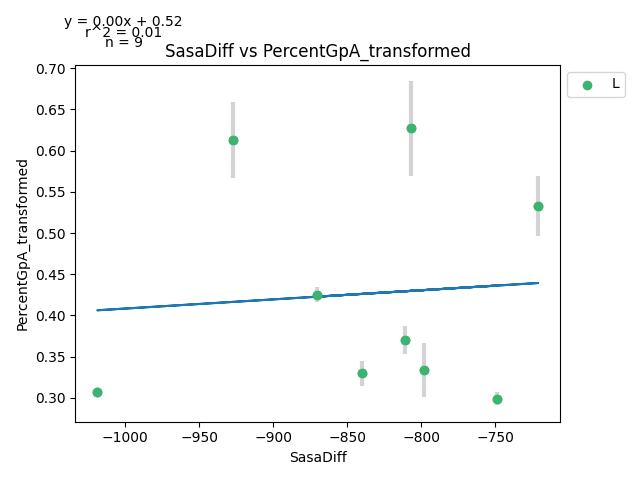 y = 0.00x + 0.52
r^2 = 0.01
n = 9
SasaDiff vs PercentGpA_transformed
L
PercentGpA_transformed
0.70
0.65
0.60
0.55
0.50
0.45
0.40
0.35
0.30
−1000 −950 −900 −850 −800 −750
SasaDiff